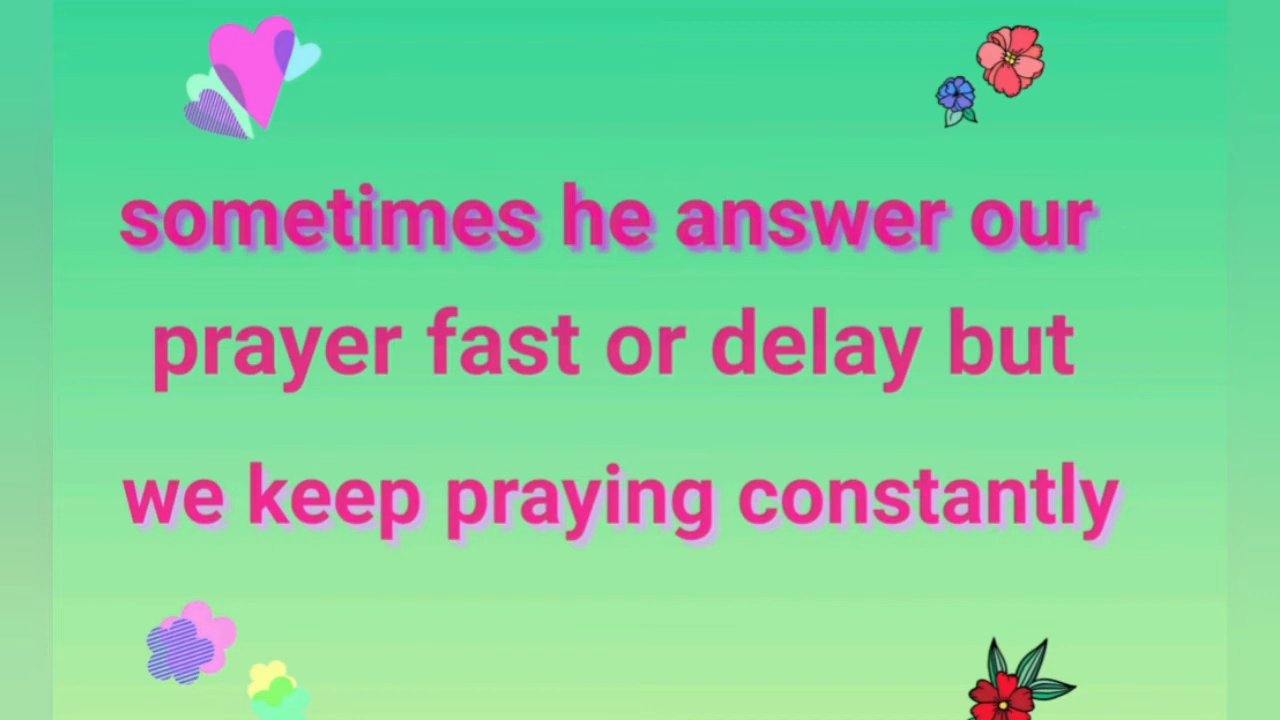 sometimes he answer our
prayer fast or delay but
we keep praying constantly